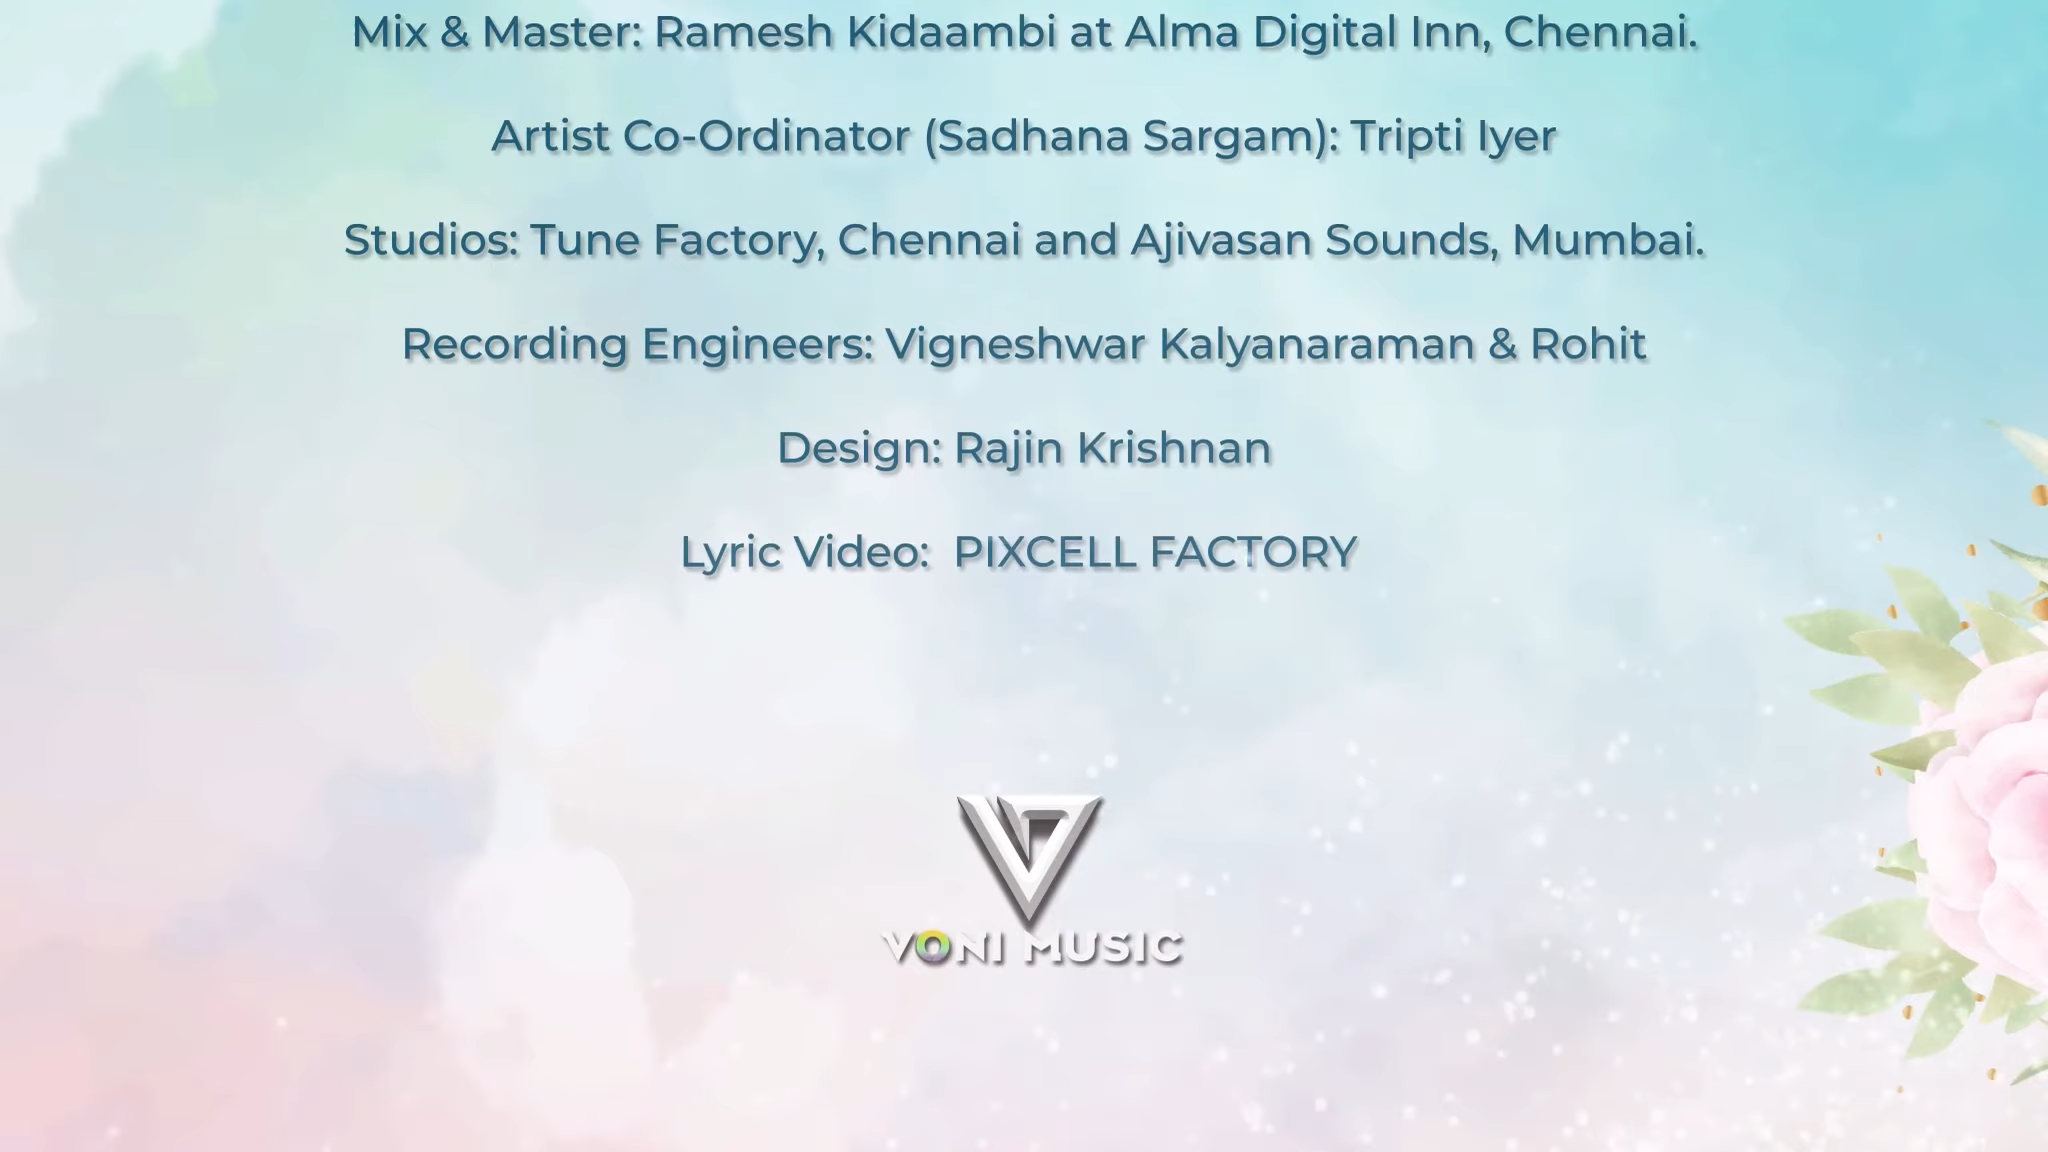 Mix & Master: Ramesh Kidaambi at Alma Digital Inn, Chennai.
Artist Co-Ordinator (Sadhana Sargam): Tripti Iyer
Studios: Tune Factory, Chennai and Ajivasan Sounds, Mumbai.
Recording Engineers: Vigneshwar Kalyanaraman & Rohit
Design: Rajin Krishnan
Lyric Video: PIXCELL FACTORY
VONI MUSIC